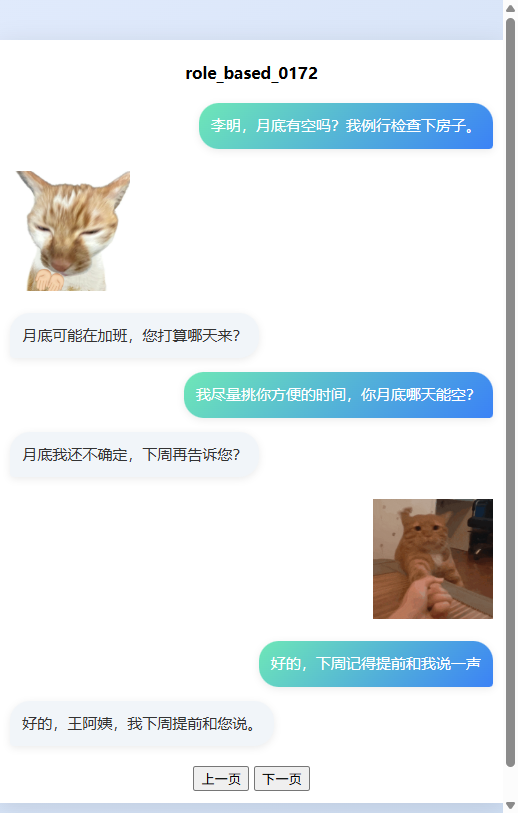 role_based_0172
李明，月底有空吗？我例行检查下房子。
月底可能在加班，您打算哪天来？
我尽量挑你方便的时间，你月底哪天能空？
月底我还不确定，下周再告诉您？
好的，下周记得提前和我说一声
好的，王阿姨，我下周提前和您说。
上一页 下一页